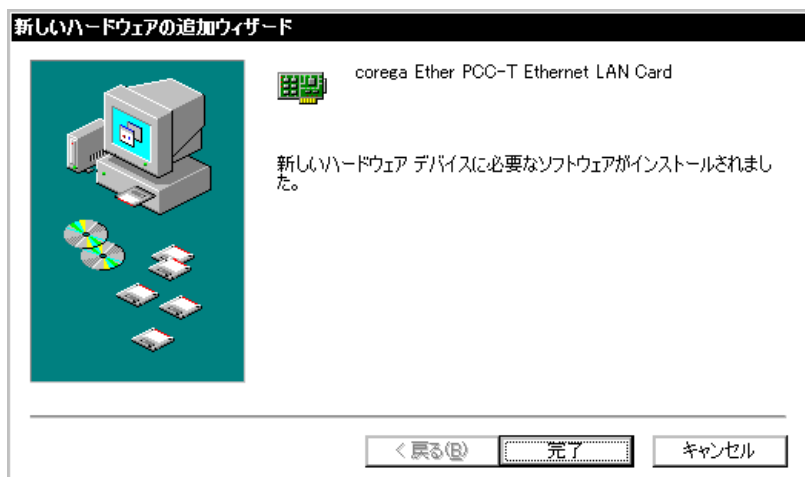 新しいハードウェアの追加ウィザード
corega Ether PCC-T Ethernet LAN Card
新しいハードウェア デバイスに必要なソフトウェアがインストールされまし
た。
< 戻る(B)
完了
キャンセル